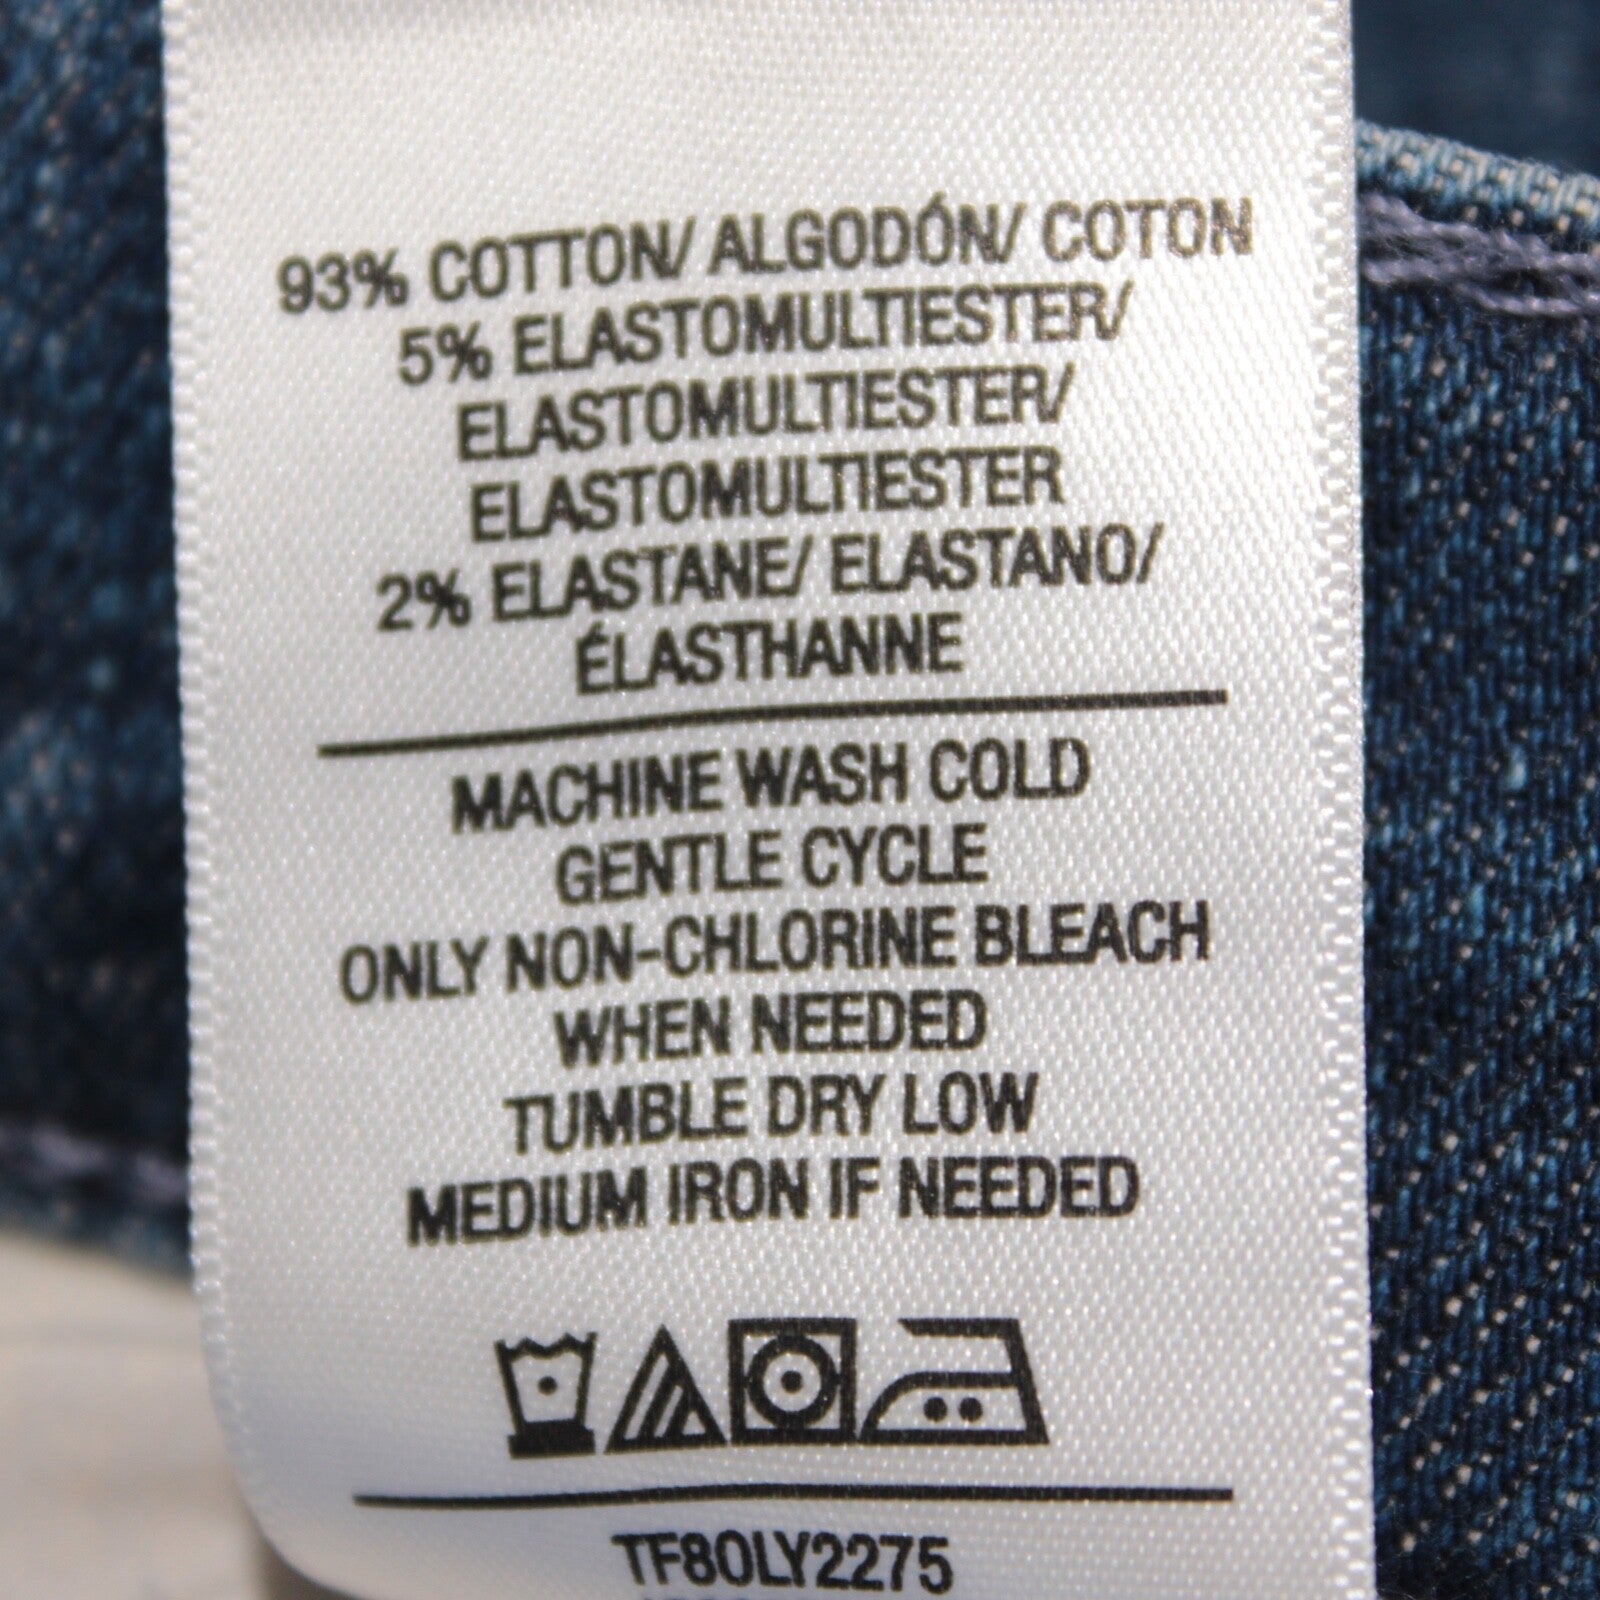 93% COTTON/ ALGODÓN/ COTON
5% ELASTOMULTIESTER/
ELASTOMULTIESTER/
ELASTOMULTIESTER
2% ELASTANE/ ELASTANO/
ÉLASTHANNE
MACHINE WASH COLD
GENTLE CYCLE
ONLY NON-CHLORINE BLEACH
WHEN NEEDED
TUMBLE DRY LOW
MEDIUM IRON IF NEEDED
TF80LY2275